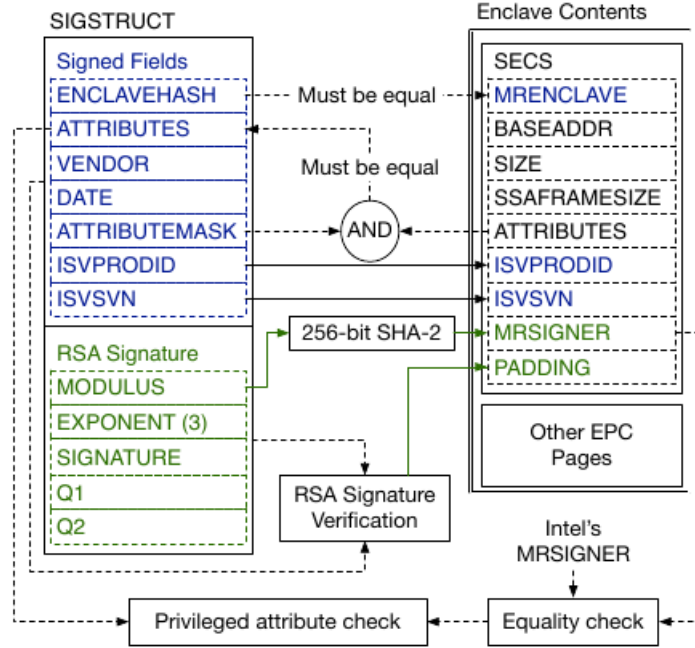 SIGSTRUCT
Signed Fields
ENCLAVEHASH
ATTRIBUTES
VENDOR
DATE
ATTRIBUTEMASK
ISVPRODID
ISVSVN
RSA Signature
MODULUS
EXPONENT (3)
SIGNATURE
Q1
Q2
Must be equal
Must be equal
AND
256-bit SHA-2
RSA Signature
Verification
Enclave Contents
SECS
MRENCLAVE
BASEADDR
SIZE
SSAFRAMESIZE
ATTRIBUTES
ISVPRODID
ISVSVN
MRSIGNER
PADDING
Other EPC
Pages
Intel's
MRSIGNER
Privileged attribute check
Equality check